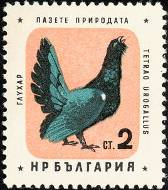 ПАЗЕТЕ ПРИРОДАТА
ГЛУХАР
TETRAO UROGALLUS
СТ. 2
НР БЪЛГАРИЯ